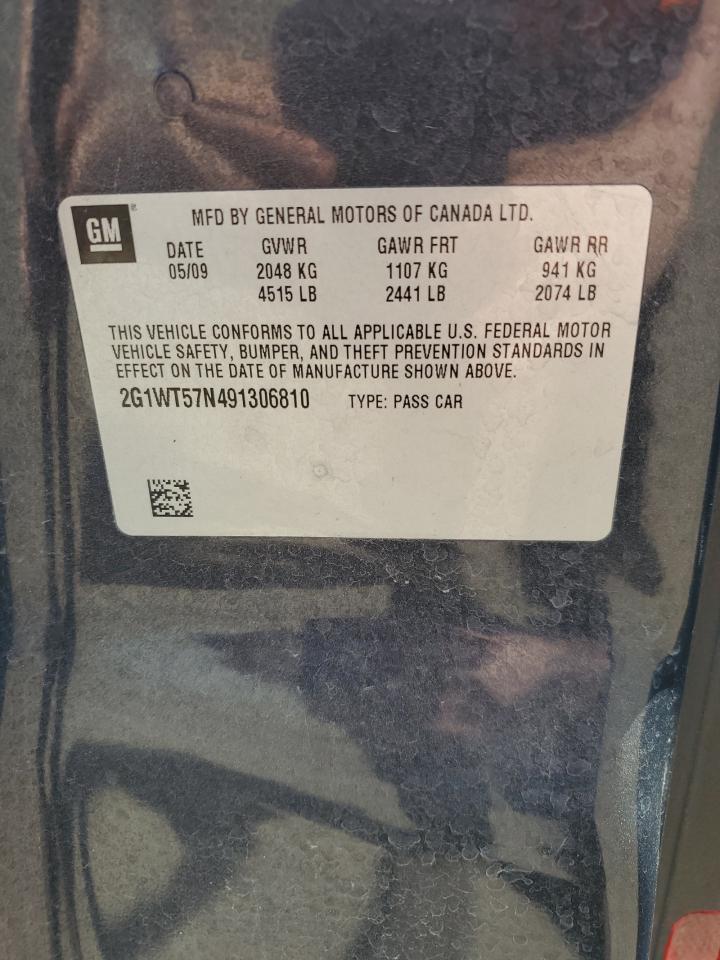 GM
MFD BY GENERAL MOTORS OF CANADA LTD.
DATE GVWR GAWR FRT GAWR RR
05/09 2048 KG 1107 KG 941 KG
4515 LB 2441 LB 2074 LB
THIS VEHICLE CONFORMS TO ALL APPLICABLE U.S. FEDERAL MOTOR
VEHICLE SAFETY, BUMPER, AND THEFT PREVENTION STANDARDS IN
EFFECT ON THE DATE OF MANUFACTURE SHOWN ABOVE.
2G1WT57N491306810 TYPE: PASS CAR